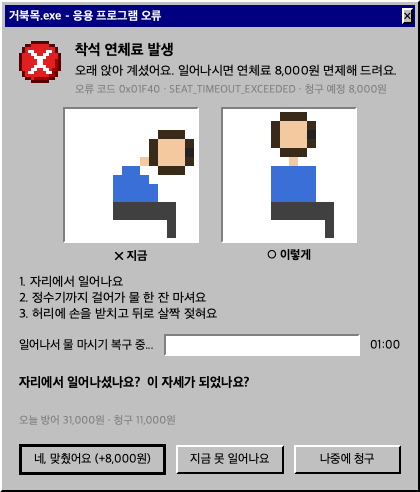 거북목.exe - 응용 프로그램 오류
착석 연체료 발생
오래 앉아 계셨어요. 일어나시면 연체료 8,000원 면제해 드려요.
오류 코드 0x01F40 · SEAT_TIMEOUT_EXCEEDED · 청구 예정 8,000원
✕ 지금
○ 이렇게
1. 자리에서 일어나요
2. 정수기까지 걸어가 물 한 잔 마셔요
3. 허리에 손을 받치고 뒤로 살짝 젖혀요
일어나서 물 마시기 복구 중... 01:00
자리에서 일어나셨나요? 이 자세가 되었나요?
오늘 방어 31,000원 · 청구 11,000원
네, 맞췄어요 (+8,000원)
지금 못 일어나요
나중에 청구